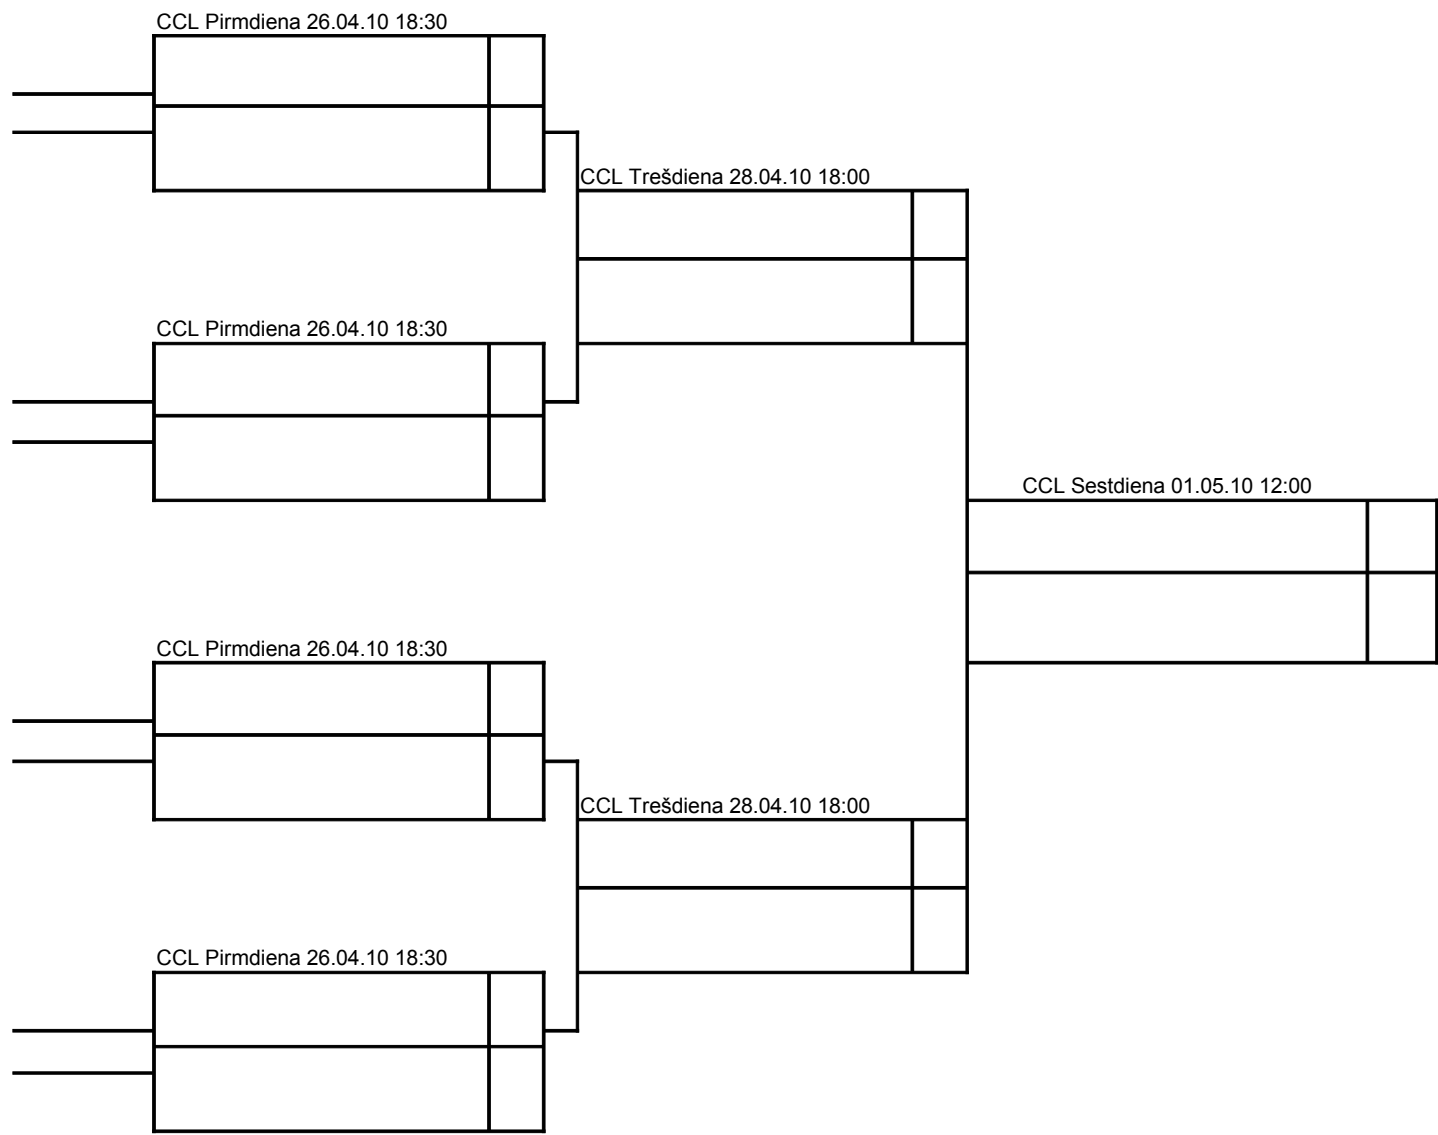 CCL Pirmdiena 26.04.10 18:30
CCL Trešdiena 28.04.10 18:00
CCL Pirmdiena 26.04.10 18:30
CCL Sestdiena 01.05.10 12:00
CCL Pirmdiena 26.04.10 18:30
CCL Trešdiena 28.04.10 18:00
CCL Pirmdiena 26.04.10 18:30